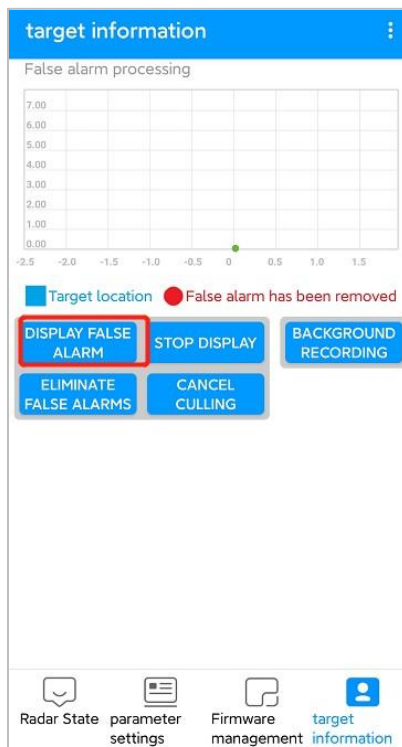 target information
False alarm processing
7.00
6.00
5.00
4.00
3.00
2.00
1.00
0.00
-2.5 -2.0 -1.5 -1.0 -0.5 0 0.5 1.0 1.5
Target location False alarm has been removed
DISPLAY FALSE
ALARM
STOP DISPLAY
BACKGROUND
RECORDING
ELIMINATE
FALSE ALARMS
CANCEL
CULLING
Radar State
parameter
settings
Firmware
management
target
information